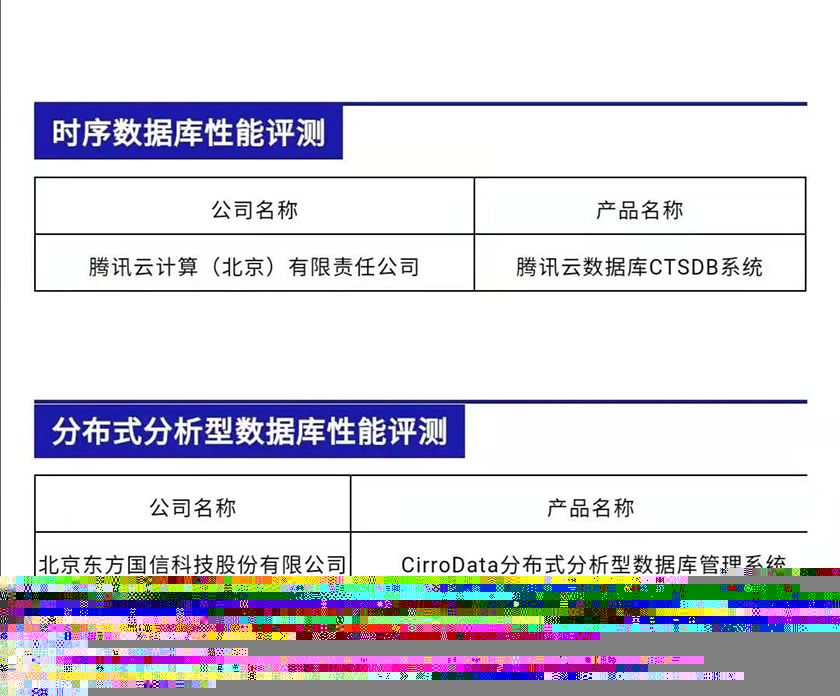 时序数据库性能评测
公司名称 产品名称
腾讯云计算（北京）有限责任公司 腾讯云数据库CTSDB系统
分布式分析型数据库性能评测
公司名称 产品名称
北京东方国信科技股份有限公司 CirroData分布式分析型数据库管理系统